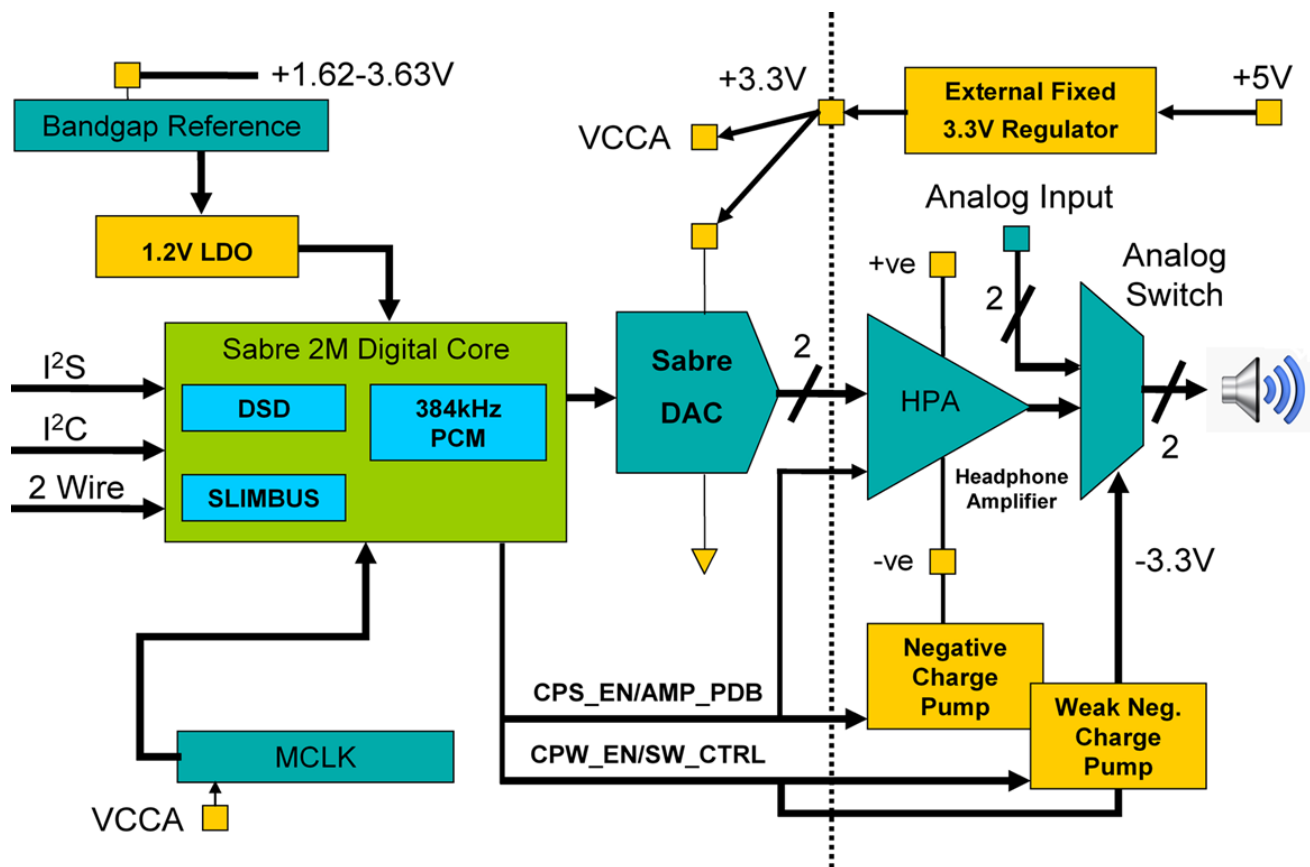 +1.62-3.63V
Bandgap Reference
1.2V LDO
+3.3V
VCCA
External Fixed
3.3V Regulator
+5V
Analog Input
2
Analog
Switch
+ve
I²S
I²C
2 Wire
Sabre 2M Digital Core
DSD
384kHz
PCM
SLIMBUS
Sabre
DAC
2
HPA
Headphone
Amplifier
2
-ve
-3.3V
Negative
Charge
Pump
Weak Neg.
Charge
Pump
CPS_EN/AMP_PDB
CPW_EN/SW_CTRL
MCLK
VCCA